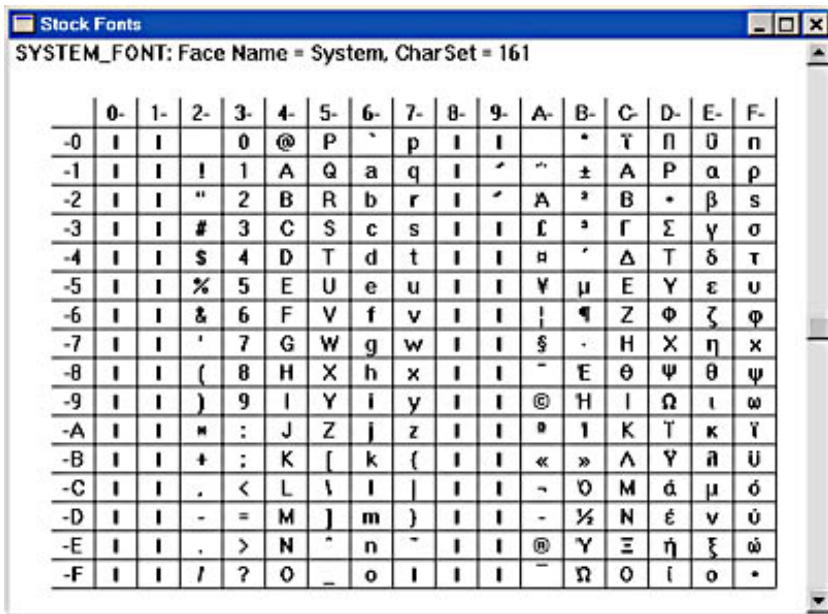 Stock Fonts
SYSTEM_FONT: Face Name = System, CharSet = 161
0- 1- 2- 3- 4- 5- 6- 7- 8- 9- A- B- C- D- E- F-
-0 0 @ P ` p ° ΐ Π ΰ π
-1 ! 1 A Q a q ± Α Ρ α ρ
-2 " 2 B R b r Ά ² Β • β ς
-3 # 3 C S c s £ ³ Γ Σ γ σ
-4 $ 4 D T d t ¤ ΄ Δ Τ δ τ
-5 % 5 E U e u ¥ μ Ε Υ ε υ
-6 & 6 F V f v ¦ ¶ Ζ Φ ζ φ
-7 ' 7 G W g w § · Η Χ η χ
-8 ( 8 H X h x ¨ Έ Θ Ψ θ ψ
-9 ) 9 I Y i y © Ή Ι Ω ι ω
-A * : J Z j z ª Ί Κ Ϊ κ ϊ
-B + ; K [ k { « » Λ Ϋ λ ϋ
-C , < L \ l | ¬ Ό Μ ά μ ό
-D - = M ] m } - ½ Ν έ ν ύ
-E . > N ^ n ~ ® Ύ Ξ ή ξ ώ
-F / ? O _ o ¯ Ώ Ο ί ο •